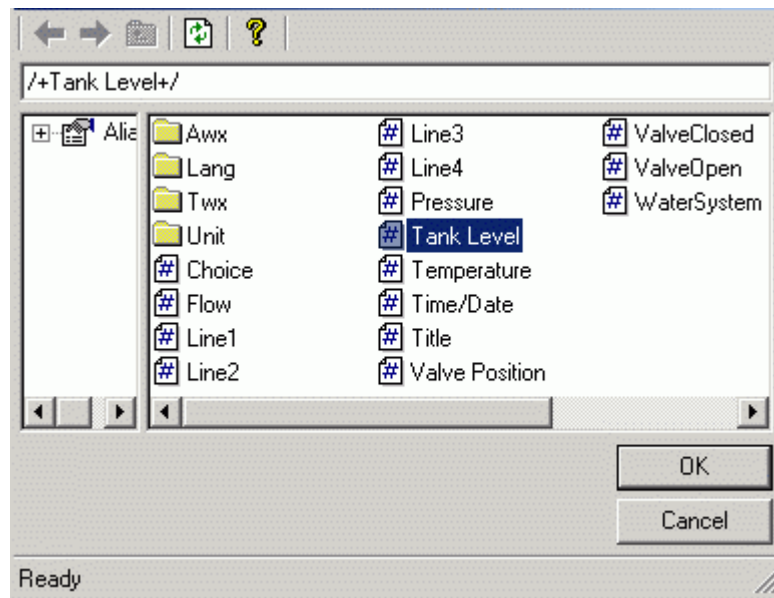 /+Tank Level+/
Alia
Awx
Lang
Twx
Unit
Choice
Flow
Line1
Line2
Line3
Line4
Pressure
Tank Level
Temperature
Time/Date
Title
Valve Position
ValveClosed
ValveOpen
WaterSystem
OK
Cancel
Ready